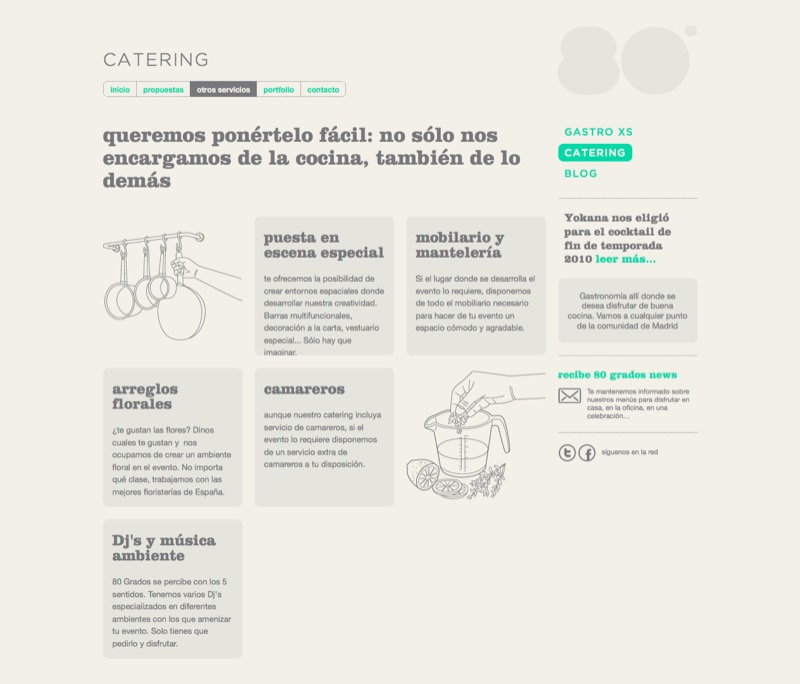 CATERING
inicio
propuestas
otros servicios
portfolio
contacto
queremos ponértelo fácil: no sólo nos
encargamos de la cocina, también de lo
demás
puesta en
escena especial
te ofrecemos la posibilidad de
crear entornos espaciales donde
desarrollar nuestra creatividad.
Barras multifuncionales,
decoración a la carta, vestuario
especial... Sólo hay que
imaginar.
mobilario y
mantelería
Si el lugar donde se desarrolla el
evento lo requiere, disponemos
de todo el mobiliario necesario
para hacer de tu evento un
espacio cómodo y agradable.
arreglos
florales
¿te gustan las flores? Dinos
cuales te gustan y  nos
ocupamos de crear un ambiente
floral en el evento. No importa
qué clase, trabajamos con las
mejores floristerías de España.
camareros
aunque nuestro catering incluya
servicio de camareros, si el
evento lo requiere disponemos
de un servicio extra de
camareros a tu disposición.
Dj's y música
ambiente
80 Grados se percibe con los 5
sentidos. Tenemos varios Dj's
especializados en diferentes
ambientes con los que amenizar
tu evento. Solo tienes que
pedirlo y disfrutar.
80°
GASTRO XS
CATERING
BLOG
Yokana nos eligió
para el cocktail de
fin de temporada
2010 leer más...
Gastronomía allí donde se
desea disfrutar de buena
cocina. Vamos a cualquier punto
de la comunidad de Madrid
recibe 80 grados news
Te mantenemos informado sobre
nuestros menús para disfrutar en
casa, en la oficina, en una
celebración...
síguenos en la red